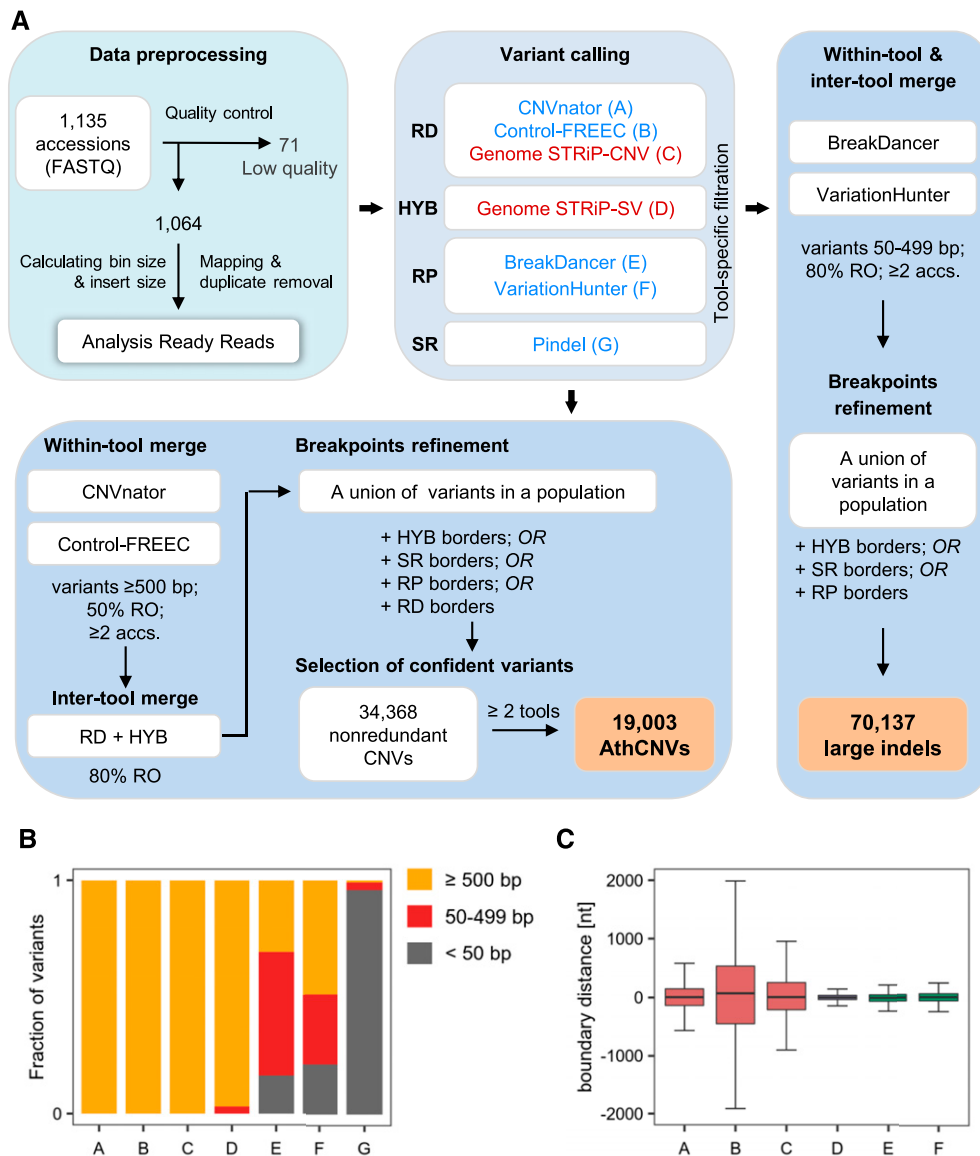 A
Data preprocessing
1,135
accessions
(FASTQ)
Quality control
71
Low quality
1,064
Calculating bin size
& insert size
Mapping &
duplicate removal
Analysis Ready Reads
Variant calling
RD
CNVnator (A)
Control-FREEC (B)
Genome STRiP-CNV (C)
HYB
Genome STRiP-SV (D)
RP
BreakDancer (E)
VariationHunter (F)
SR
Pindel (G)
Tool-specific filtration
Within-tool &
inter-tool merge
BreakDancer
VariationHunter
variants 50-499 bp;
80% RO; ≥2 accs.
Breakpoints
refinement
A union of
variants in a
population
+ HYB borders; OR
+ SR borders; OR
+ RP borders
70,137
large indels
Within-tool merge
CNVnator
Control-FREEC
variants ≥500 bp;
50% RO;
≥2 accs.
Inter-tool merge
RD + HYB
80% RO
Breakpoints refinement
A union of variants in a population
+ HYB borders; OR
+ SR borders; OR
+ RP borders; OR
+ RD borders
Selection of confident variants
34,368
nonredundant
CNVs
≥ 2 tools
19,003
AthCNVs
B
Fraction of variants
1
0
A B C D E F G
≥ 500 bp
50-499 bp
< 50 bp
C
boundary distance [nt]
2000
1000
0
-1000
-2000
A B C D E F